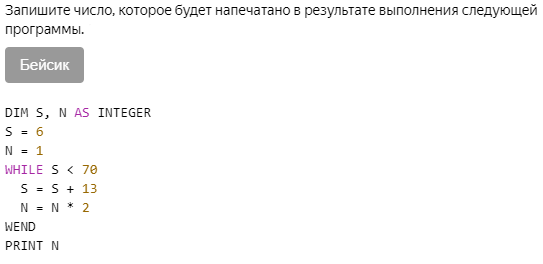 Запишите число, которое будет напечатано в результате выполнения следующей
программы.
Бейсик
DIM S, N AS INTEGER
S = 6
N = 1
WHILE S < 70
  S = S + 13
  N = N * 2
WEND
PRINT N